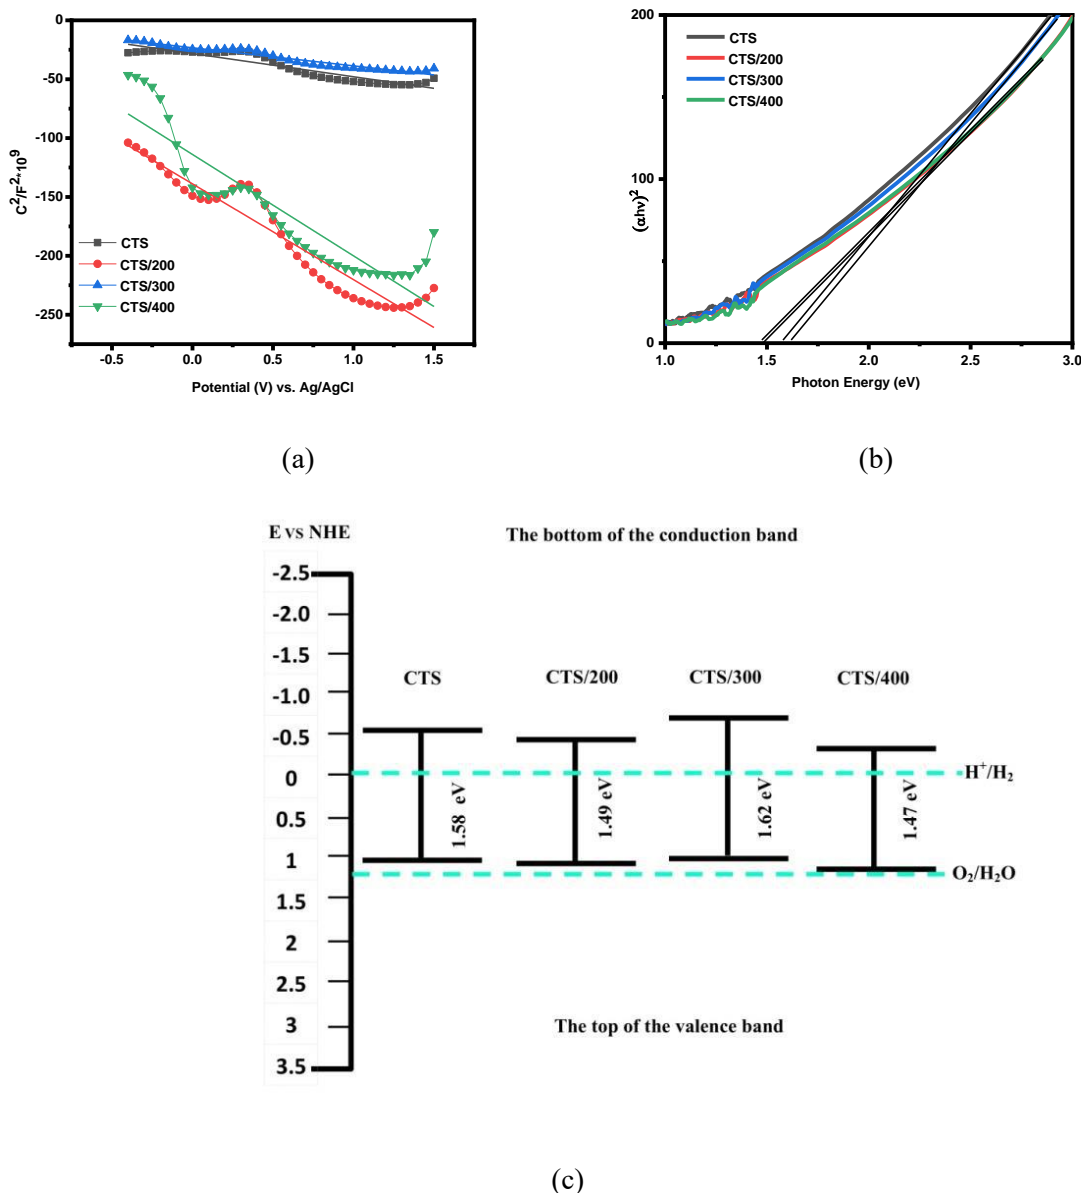 0
-50
-100
-150
-200
-250
C²/F²*10⁹
CTS
CTS/200
CTS/300
CTS/400
-0.5
0.0
0.5
1.0
1.5
Potential (V) vs. Ag/AgCl
(a)
200
100
0
(αhν)²
CTS
CTS/200
CTS/300
CTS/400
1.0
1.5
2.0
2.5
3.0
Photon Energy (eV)
(b)
E VS NHE
The bottom of the conduction band
-2.5
-2.0
-1.5
-1.0
-0.5
0
0.5
1
1.5
2
2.5
3
3.5
CTS
CTS/200
CTS/300
CTS/400
1.58 eV
1.49 eV
1.62 eV
1.47 eV
H⁺/H₂
O₂/H₂O
The top of the valence band
(c)